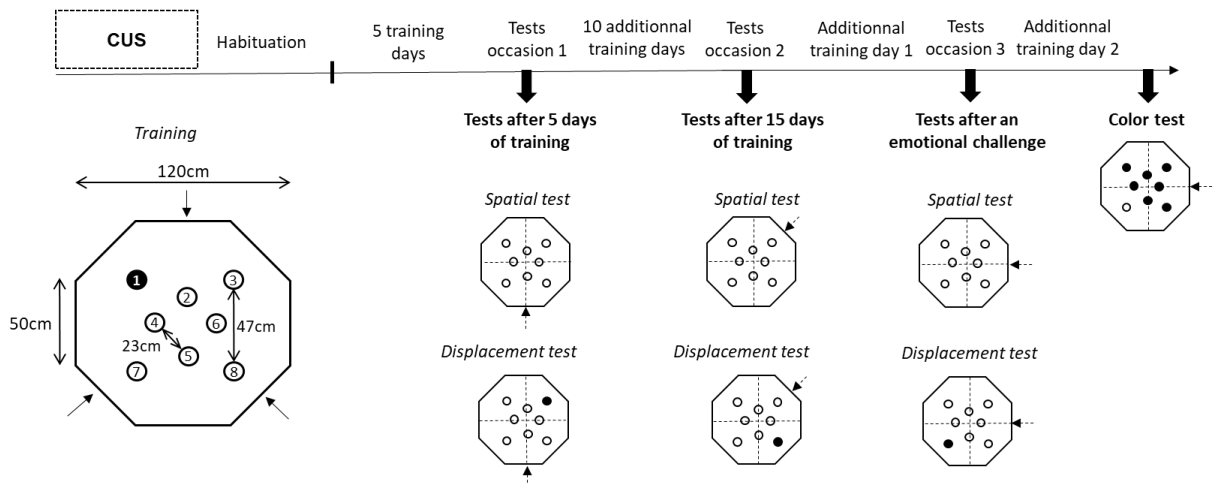 CUS
Habituation
5 training
days
Tests
occasion 1
10 additionnal
training days
Tests
occasion 2
Additionnal
training day 1
Tests
occasion 3
Additionnal
training day 2
Training
120cm
50cm
1
2
3
4
5
6
7
8
23cm
47cm
Tests after 5 days
of training
Tests after 15 days
of training
Tests after an
emotional challenge
Color test
Spatial test
Spatial test
Spatial test
Displacement test
Displacement test
Displacement test